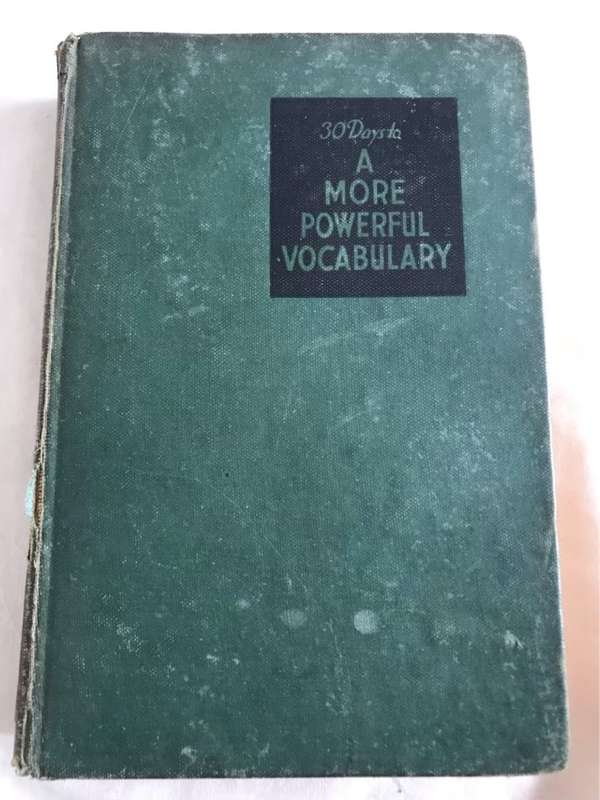 30 Days to
A
MORE
POWERFUL
VOCABULARY